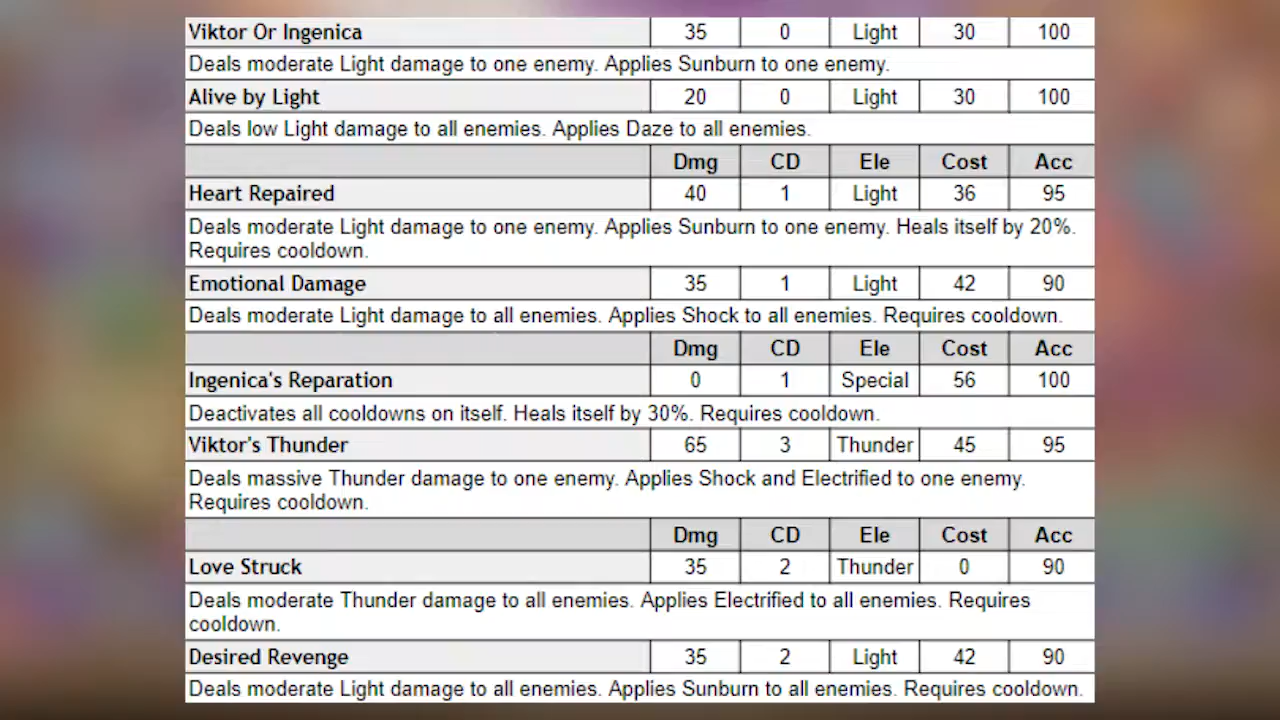 Viktor Or Ingenica 35 0 Light 30 100
Deals moderate Light damage to one enemy. Applies Sunburn to one enemy.
Alive by Light 20 0 Light 30 100
Deals low Light damage to all enemies. Applies Daze to all enemies.
Dmg CD Ele Cost Acc
Heart Repaired 40 1 Light 36 95
Deals moderate Light damage to one enemy. Applies Sunburn to one enemy. Heals itself by 20%.
Requires cooldown.
Emotional Damage 35 1 Light 42 90
Deals moderate Light damage to all enemies. Applies Shock to all enemies. Requires cooldown.
Dmg CD Ele Cost Acc
Ingenica's Reparation 0 1 Special 56 100
Deactivates all cooldowns on itself. Heals itself by 30%. Requires cooldown.
Viktor's Thunder 65 3 Thunder 45 95
Deals massive Thunder damage to one enemy. Applies Shock and Electrified to one enemy.
Requires cooldown.
Dmg CD Ele Cost Acc
Love Struck 35 2 Thunder 0 90
Deals moderate Thunder damage to all enemies. Applies Electrified to all enemies. Requires
cooldown.
Desired Revenge 35 2 Light 42 90
Deals moderate Light damage to all enemies. Applies Sunburn to all enemies. Requires cooldown.